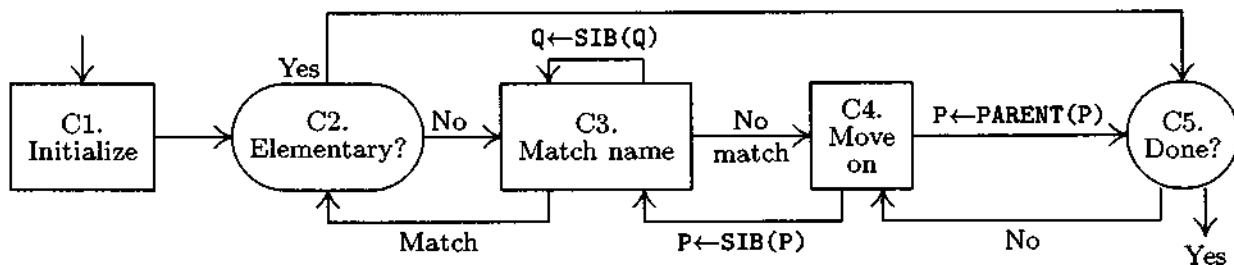 Q←SIB(Q)
Yes
C1.
Initialize
C2.
Elementary?
No
C3.
Match name
No
match
C4.
Move
on
P←PARENT(P)
C5.
Done?
Match
P←SIB(P)
No
Yes